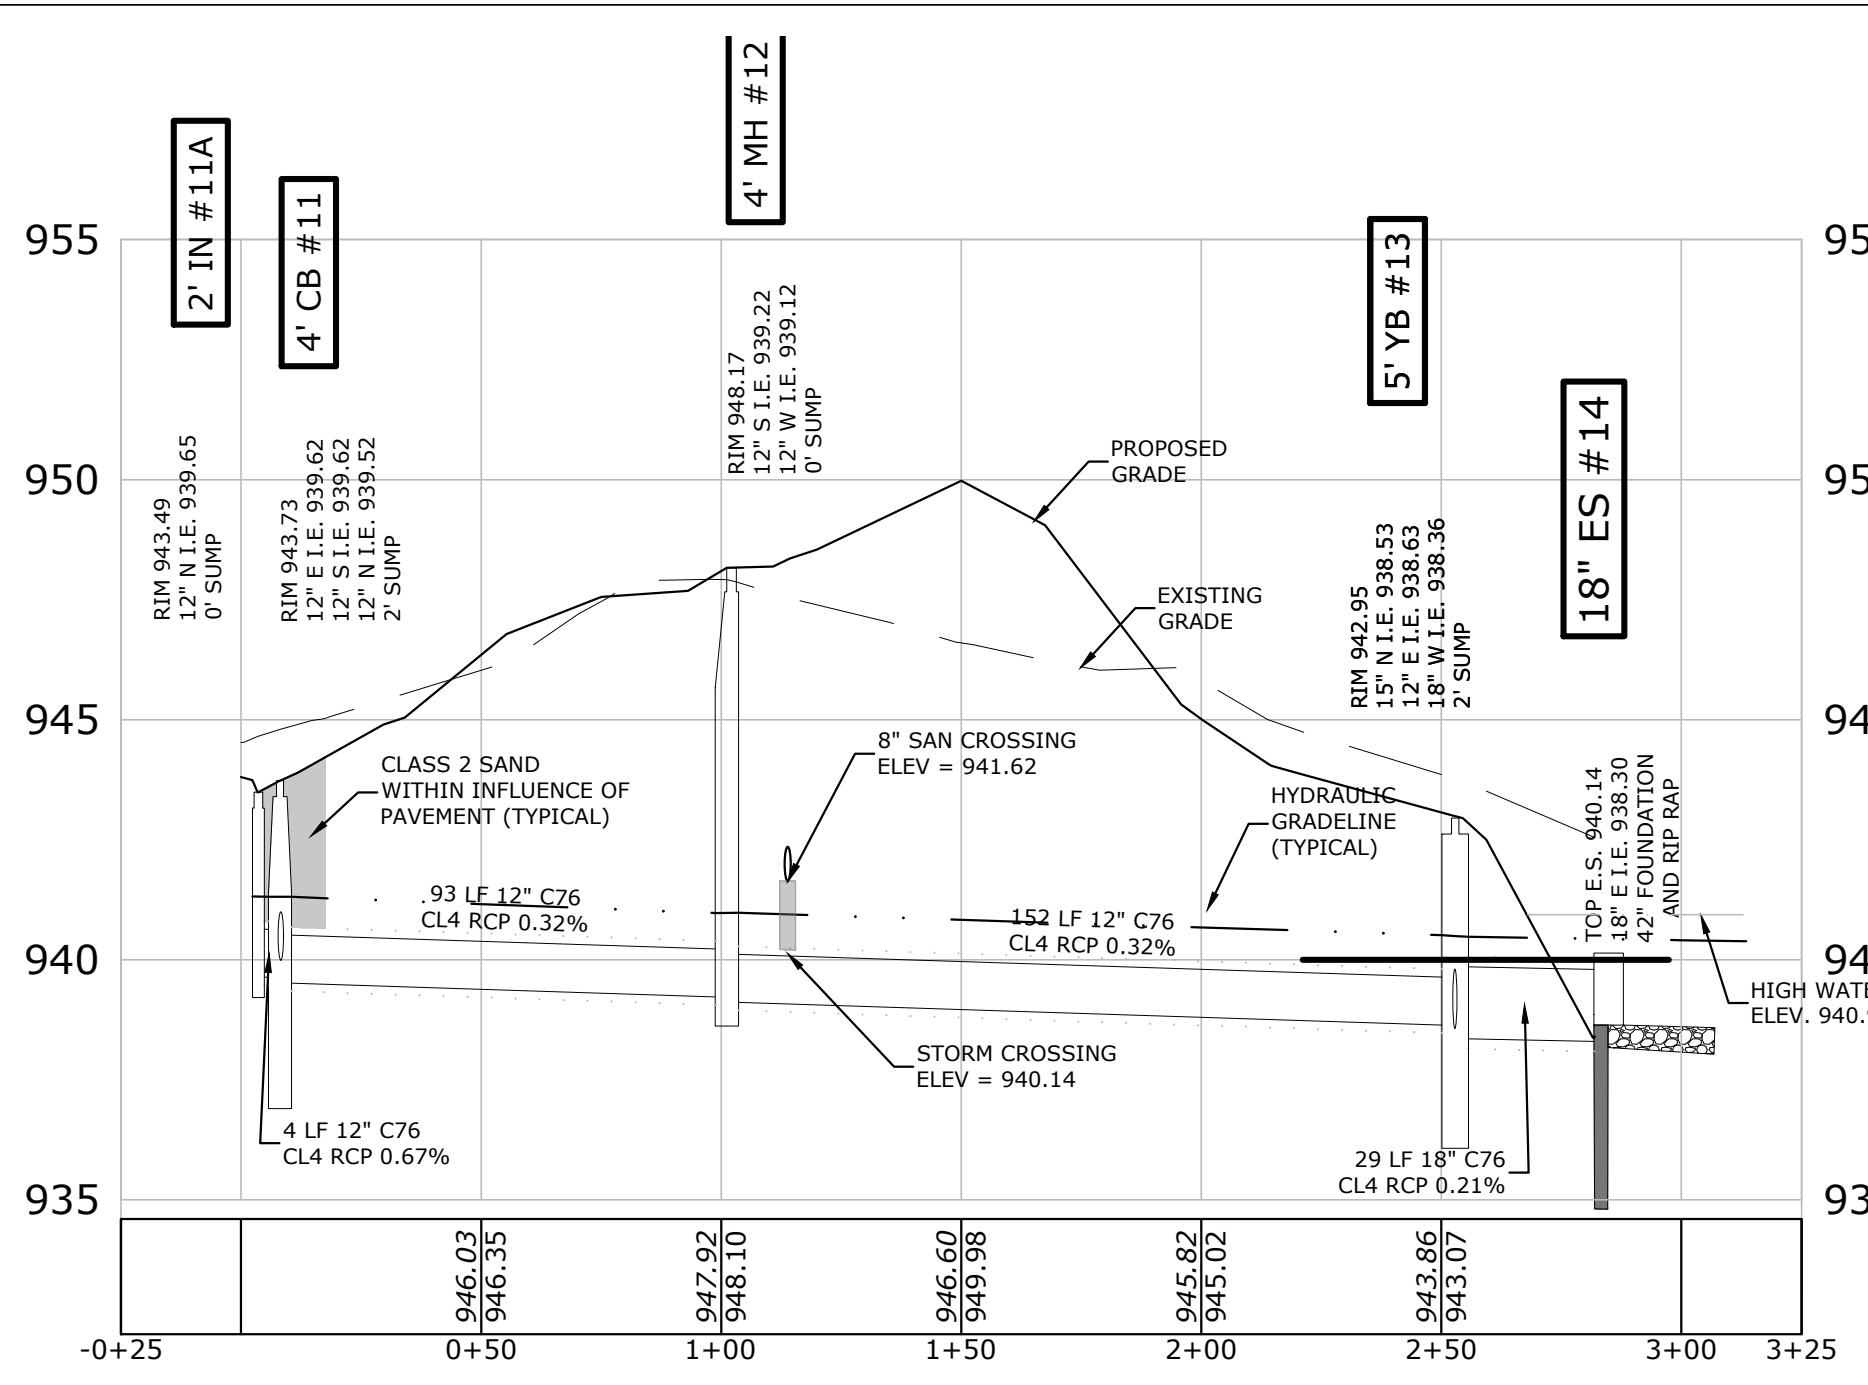 2' IN #11A
4' CB #11
4' MH #12
5' YB #13
18" ES #14
955
950
945
940
935
RIM 943.49
12" N I.E. 939.65
0' SUMP
RIM 943.73
12" E I.E. 939.62
12" S I.E. 939.62
12" N I.E. 939.52
2' SUMP
RIM 948.17
12" S I.E. 939.22
12" W I.E. 939.12
0' SUMP
PROPOSED
GRADE
EXISTING
GRADE
RIM 942.95
15" N I.E. 938.53
12" E I.E. 938.63
18" W I.E. 938.36
2' SUMP
TOP E.S. 940.14
18" E I.E. 938.30
42" FOUNDATION
AND RIP RAP
CLASS 2 SAND
WITHIN INFLUENCE OF
PAVEMENT (TYPICAL)
8" SAN CROSSING
ELEV = 941.62
HYDRAULIC
GRADELINE
(TYPICAL)
93 LF 12" C76
CL4 RCP 0.32%
152 LF 12" C76
CL4 RCP 0.32%
STORM CROSSING
ELEV = 940.14
HIGH WATE
ELEV. 940.9
4 LF 12" C76
CL4 RCP 0.67%
29 LF 18" C76
CL4 RCP 0.21%
95
95
94
94
93
946.03
946.35
947.92
948.10
946.60
949.98
945.82
945.02
943.86
943.07
-0+25
0+50
1+00
1+50
2+00
2+50
3+00
3+25